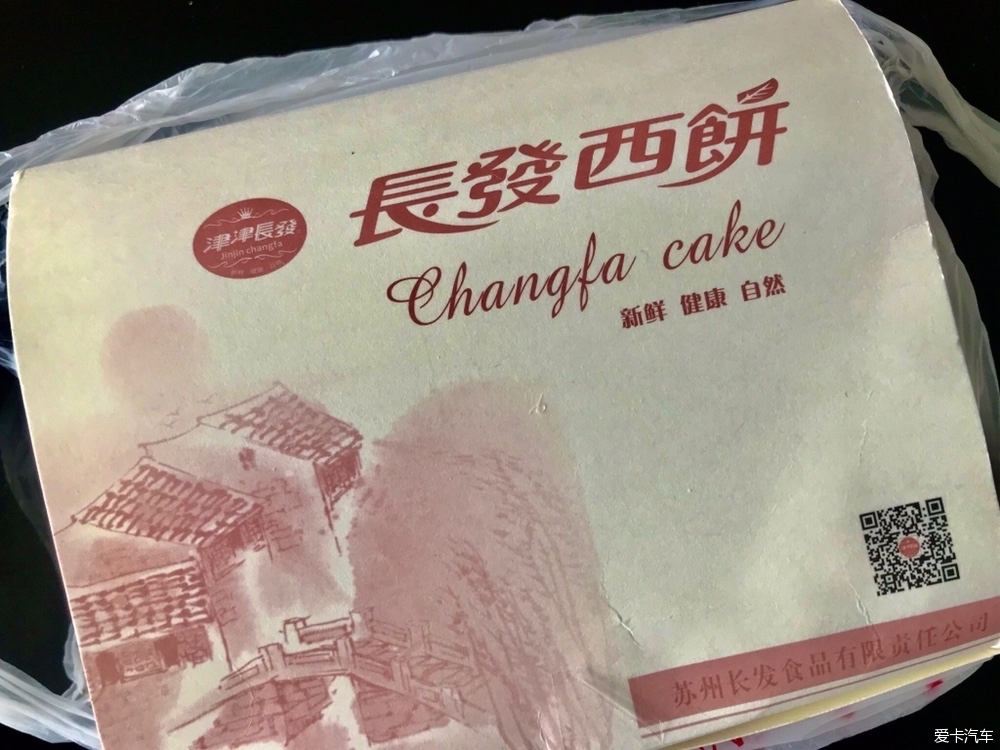 長發西餅
津津長發
Jinjin changfa
Changfa cake
新鲜 健康 自然
苏州长发食品有限责任公司
爱卡汽车